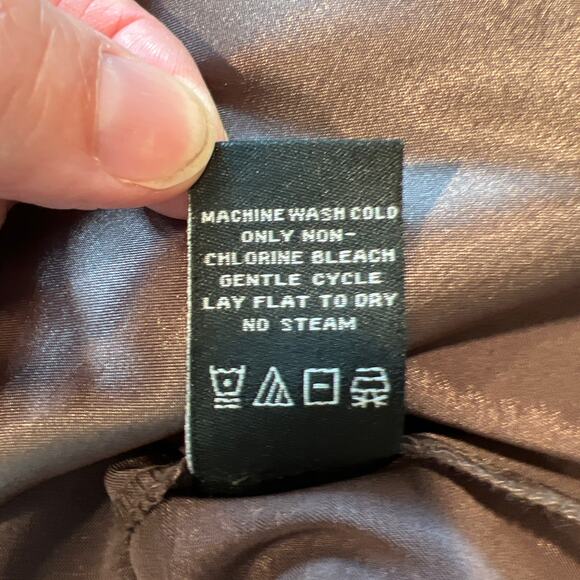 MACHINE WASH COLD
ONLY NON-
CHLORINE BLEACH
GENTLE CYCLE
LAY FLAT TO DRY
NO STEAM